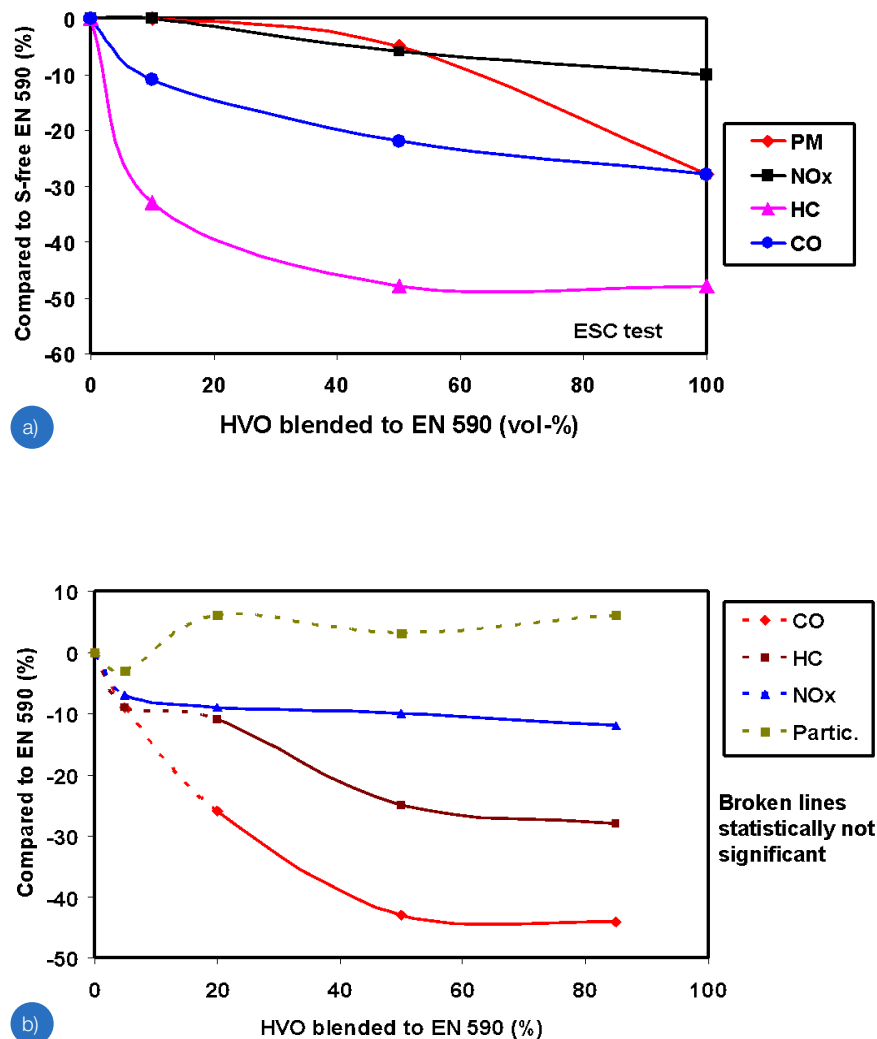 Compared to S-free EN 590 (%)
0
-10
-20
-30
-40
-50
-60
0 20 40 60 80 100
HVO blended to EN 590 (vol-%)
ESC test
PM
NOx
HC
CO
a)
Compared to EN 590 (%)
10
0
-10
-20
-30
-40
-50
0 20 40 60 80 100
HVO blended to EN 590 (%)
CO
HC
NOx
Partic.
Broken lines
statistically not
significant
b)